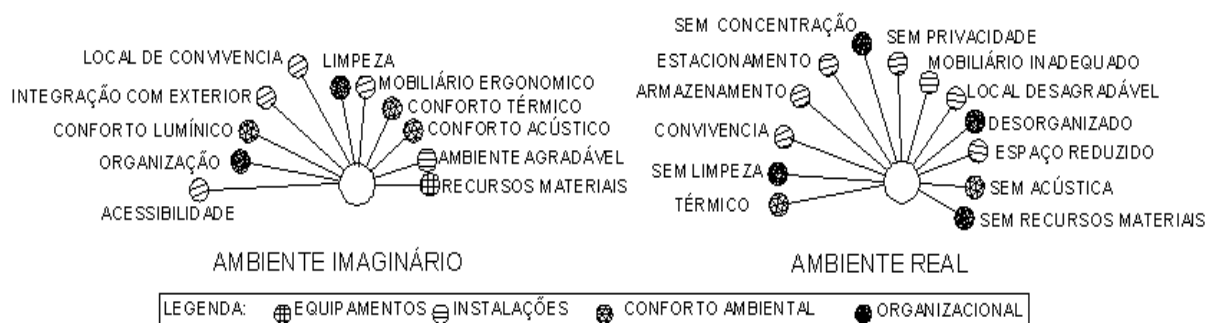 LOCAL DE CONVIVENCIA
LIMPEZA
MOBILIÁRIO ERGONOMICO
INTEGRAÇÃO COM EXTERIOR
CONFORTO TÉRMICO
CONFORTO LUMÍNICO
CONFORTO ACÚSTICO
ORGANIZAÇÃO
AMBIENTE AGRADÁVEL
RECURSOS MATERIAIS
ACESSIBILIDADE
AMBIENTE IMAGINÁRIO
SEM CONCENTRAÇÃO
SEM PRIVACIDADE
ESTACIONAMENTO
MOBILIÁRIO INADEQUADO
ARMAZENAMENTO
LOCAL DESAGRADÁVEL
CONVIVENCIA
DESORGANIZADO
ESPAÇO REDUZIDO
SEM LIMPEZA
SEM ACÚSTICA
TÉRMICO
SEM RECURSOS MATERIAIS
AMBIENTE REAL
LEGENDA: EQUIPAMENTOS INSTALAÇÕES CONFORTO AMBIENTAL ORGANIZACIONAL